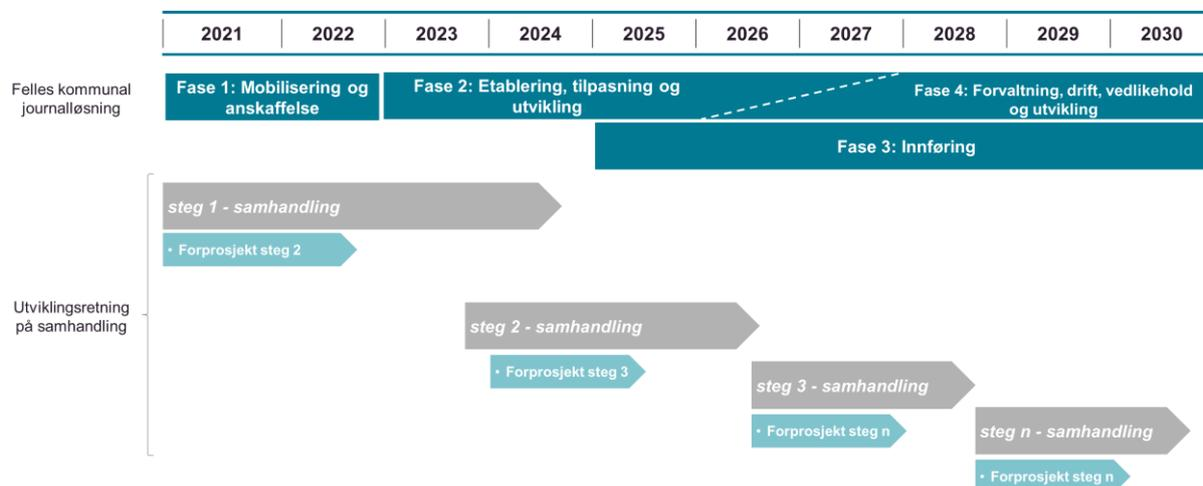 2021 2022 2023 2024 2025 2026 2027 2028 2029 2030
Felles kommunal
journalløsning
Fase 1: Mobilisering og
anskaffelse
Fase 2: Etablering, tilpasning og
utvikling
Fase 4: Forvaltning, drift, vedlikehold
og utvikling
Fase 3: Innføring
Utviklingsretning
på samhandling
steg 1 - samhandling
• Forprosjekt steg 2
steg 2 - samhandling
• Forprosjekt steg 3
steg 3 - samhandling
• Forprosjekt steg n
steg n - samhandling
• Forprosjekt steg n